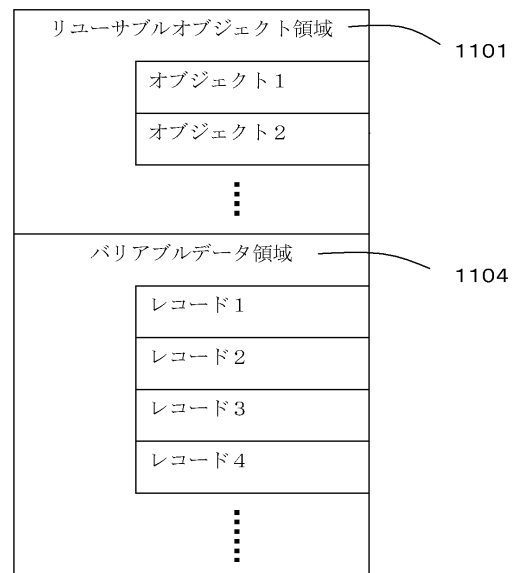 リユーサブルオブジェクト領域
1101
オブジェクト１
オブジェクト２
バリアブルデータ領域
1104
レコード１
レコード２
レコード３
レコード４